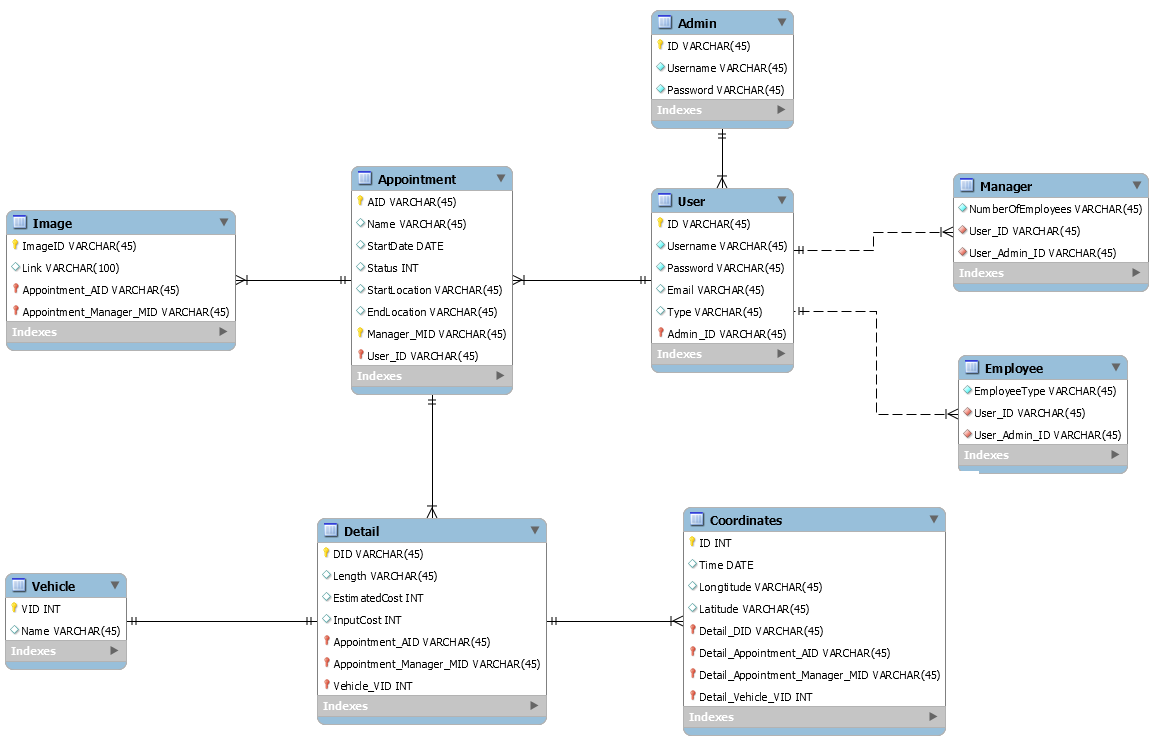 Admin
ID VARCHAR(45)
Username VARCHAR(45)
Password VARCHAR(45)
Indexes
Appointment
AID VARCHAR(45)
Name VARCHAR(45)
StartDate DATE
Status INT
StartLocation VARCHAR(45)
EndLocation VARCHAR(45)
Manager_MID VARCHAR(45)
User_ID VARCHAR(45)
Indexes
User
ID VARCHAR(45)
Username VARCHAR(45)
Password VARCHAR(45)
Email VARCHAR(45)
Type VARCHAR(45)
Admin_ID VARCHAR(45)
Indexes
Manager
NumberOfEmployees VARCHAR(45)
User_ID VARCHAR(45)
User_Admin_ID VARCHAR(45)
Indexes
Image
ImageID VARCHAR(45)
Link VARCHAR(100)
Appointment_AID VARCHAR(45)
Appointment_Manager_MID VARCHAR(45)
Indexes
Employee
EmployeeType VARCHAR(45)
User_ID VARCHAR(45)
User_Admin_ID VARCHAR(45)
Indexes
Detail
DID VARCHAR(45)
Length VARCHAR(45)
EstimatedCost INT
InputCost INT
Appointment_AID VARCHAR(45)
Appointment_Manager_MID VARCHAR(45)
Vehicle_VID INT
Indexes
Coordinates
ID INT
Time DATE
Longtitude VARCHAR(45)
Latitude VARCHAR(45)
Detail_DID VARCHAR(45)
Detail_Appointment_AID VARCHAR(45)
Detail_Appointment_Manager_MID VARCHAR(45)
Detail_Vehicle_VID INT
Indexes
Vehicle
VID INT
Name VARCHAR(45)
Indexes